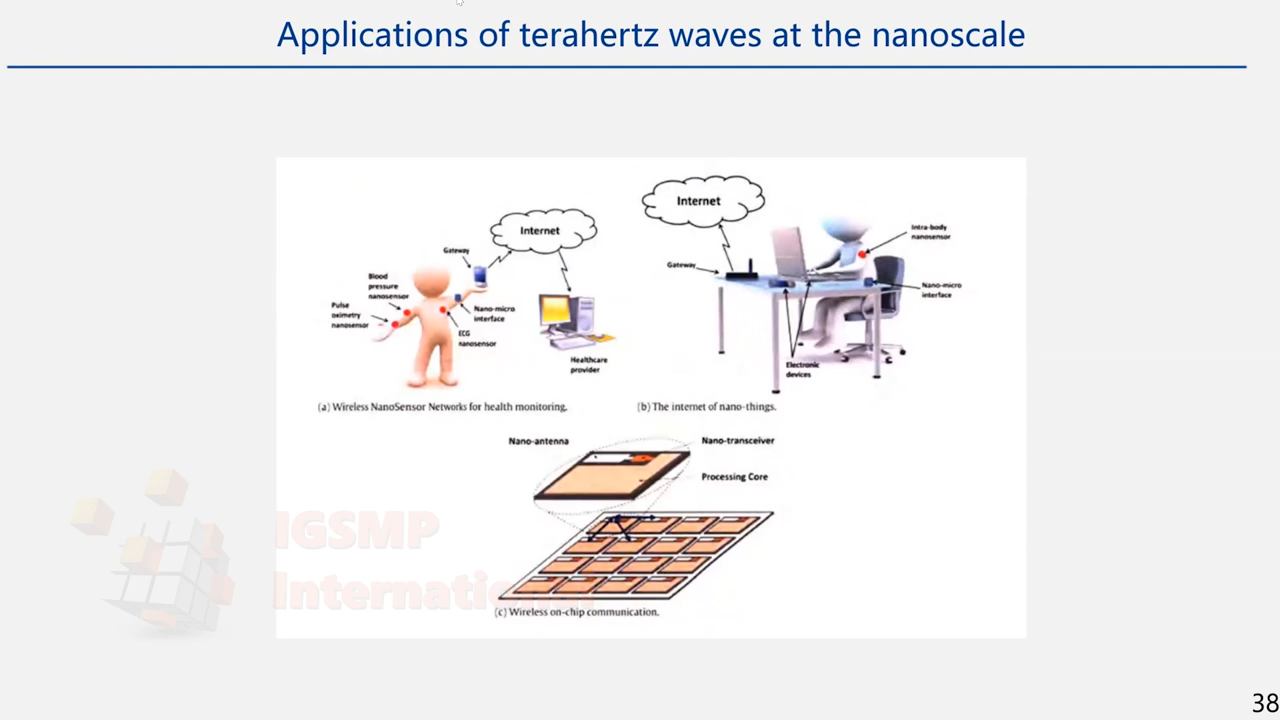 Applications of terahertz waves at the nanoscale
Internet
Gateway
Blood
pressure
nanosensor
Pulse
oximetry
nanosensor
Nano-micro
interface
ECG
nanosensor
Healthcare
provider
(a) Wireless NanoSensor Networks for health monitoring.
Internet
Gateway
Intra-body
nanosensor
Nano-micro
interface
Electronic
devices
(b) The internet of nano-things.
Nano-antenna
Nano-transceiver
Processing Core
(c) Wireless on-chip communication.
IGSMP
International
38